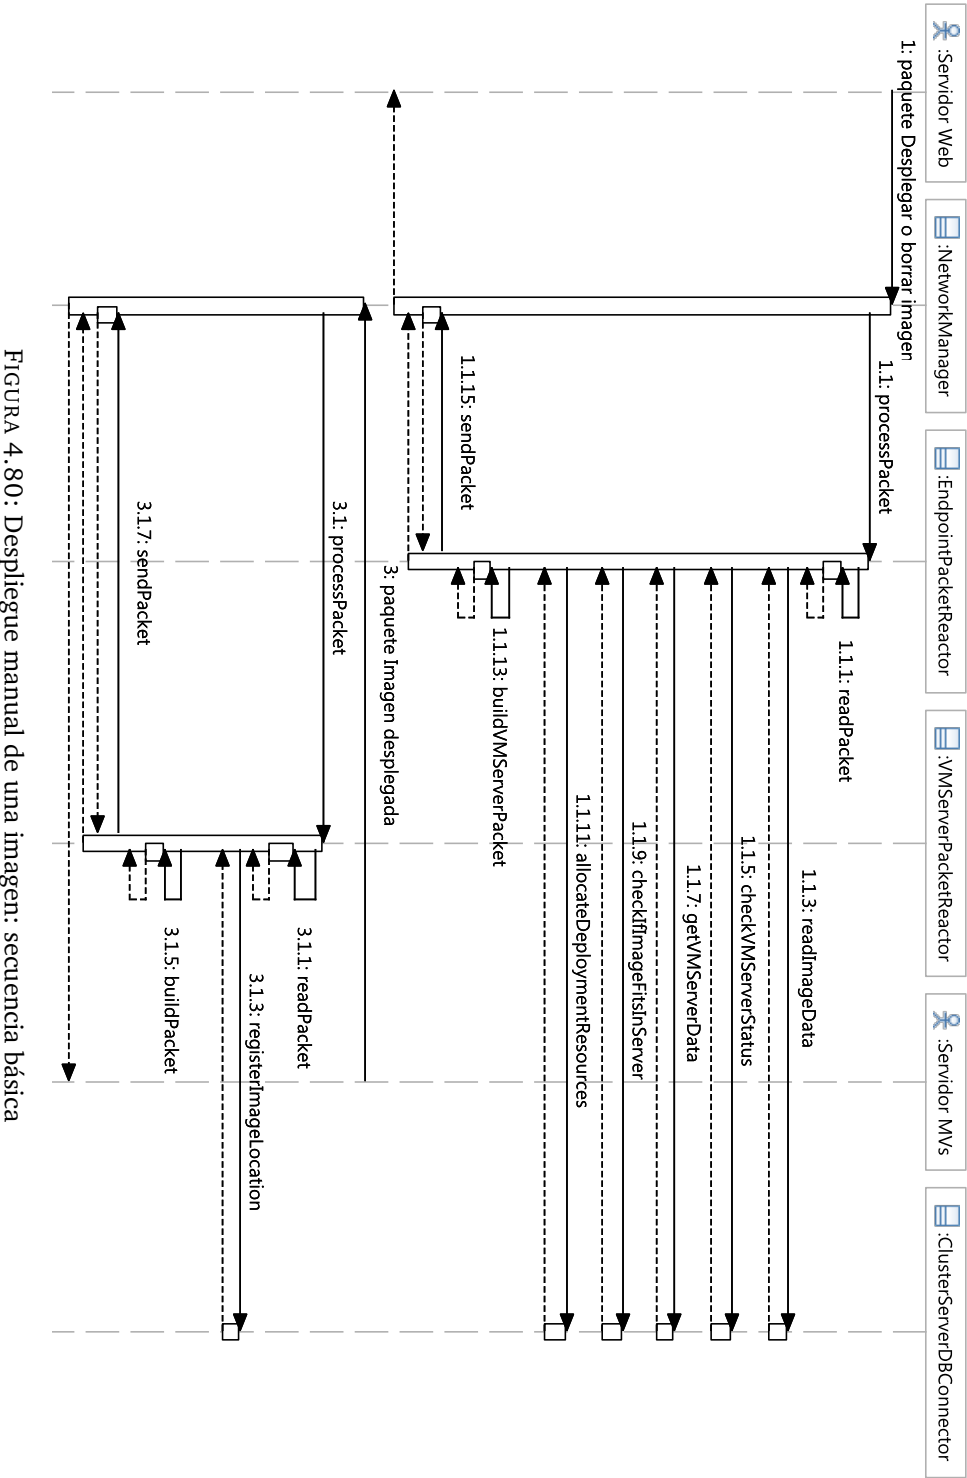 :Servidor Web
:NetworkManager
:EndpointPacketReactor
:VMServerPacketReactor
:Servidor MVs
:ClusterServerDBConnector
1: paquete Desplegar o borrar imagen
1.1: processPacket
1.1.1: readPacket
1.1.3: readImageData
1.1.5: checkVMServerStatus
1.1.7: getVMServerData
1.1.9: checkIfImageFitsInServer
1.1.11: allocateDeploymentResources
1.1.13: buildVMServerPacket
1.1.15: sendPacket
3: paquete Imagen desplegada
3.1: processPacket
3.1.1: readPacket
3.1.3: registerImageLocation
3.1.5: buildPacket
3.1.7: sendPacket
FIGURA 4.80: Despliegue manual de una imagen: secuencia básica